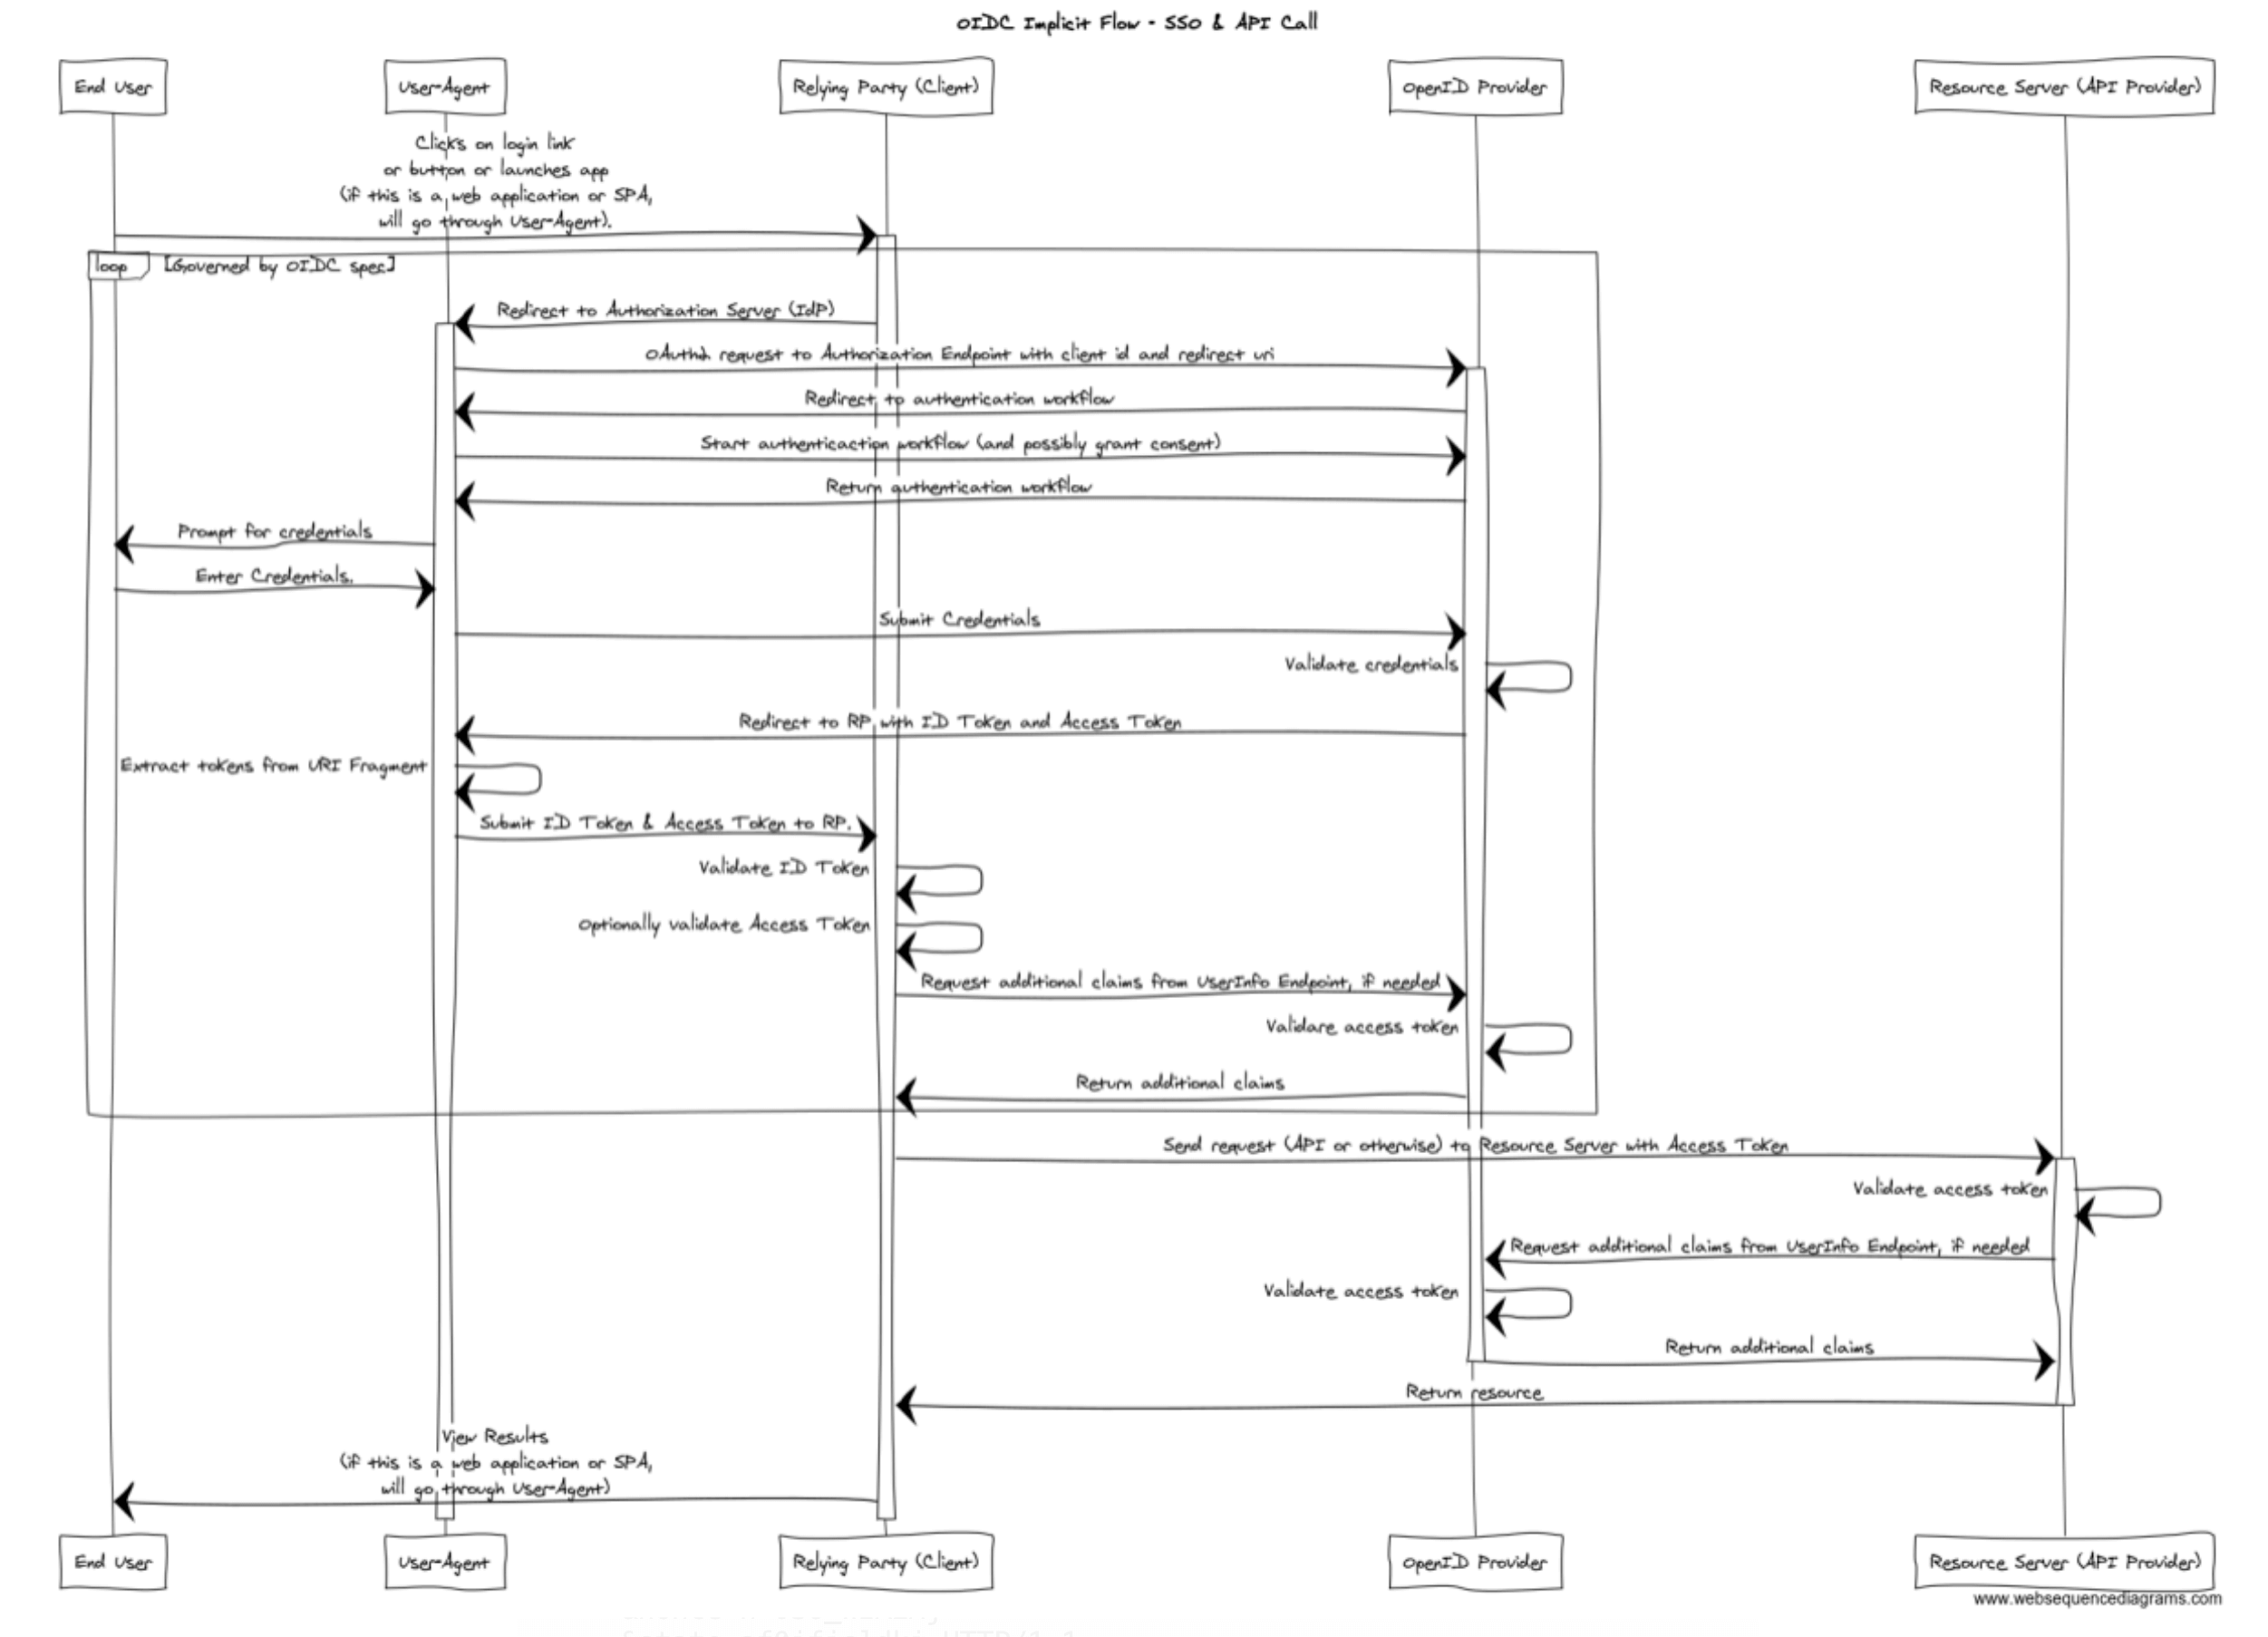 OIDC Implicit Flow - SSO & API Call
End User
User-Agent
Relying Party (Client)
OpenID Provider
Resource Server (API Provider)
Clicks on login link
or button or launches app
(if this is a web application or SPA,
will go through User-Agent).
loop
[Governed by OIDC spec]
Redirect to Authorization Server (IdP)
request to Authorization Endpoint with client id and redirect uri
Redirect to authentication workflow
Start authenticaction workflow (and possibly grant consent)
Return authentication workflow
Prompt for credentials
Enter Credentials.
Submit Credentials
Validate credentials
Redirect to RP with ID Token and Access Token
Extract tokens from URI Fragment
Submit ID Token & Access Token to RP.
Validate ID Token
Optionally validate Access Token
Request additional claims from UserInfo Endpoint, if needed
Validare access token
Return additional claims
Send request (API or otherwise) to Resource Server with Access Token
Validate access token
Request additional claims from UserInfo Endpoint, if needed
Validate access token
Return additional claims
Return resource
View Results
(if this is a web application or SPA,
will go through User-Agent)
End User
User-Agent
Relying Party (Client)
OpenID Provider
Resource Server (API Provider)
www.websequencediagrams.com